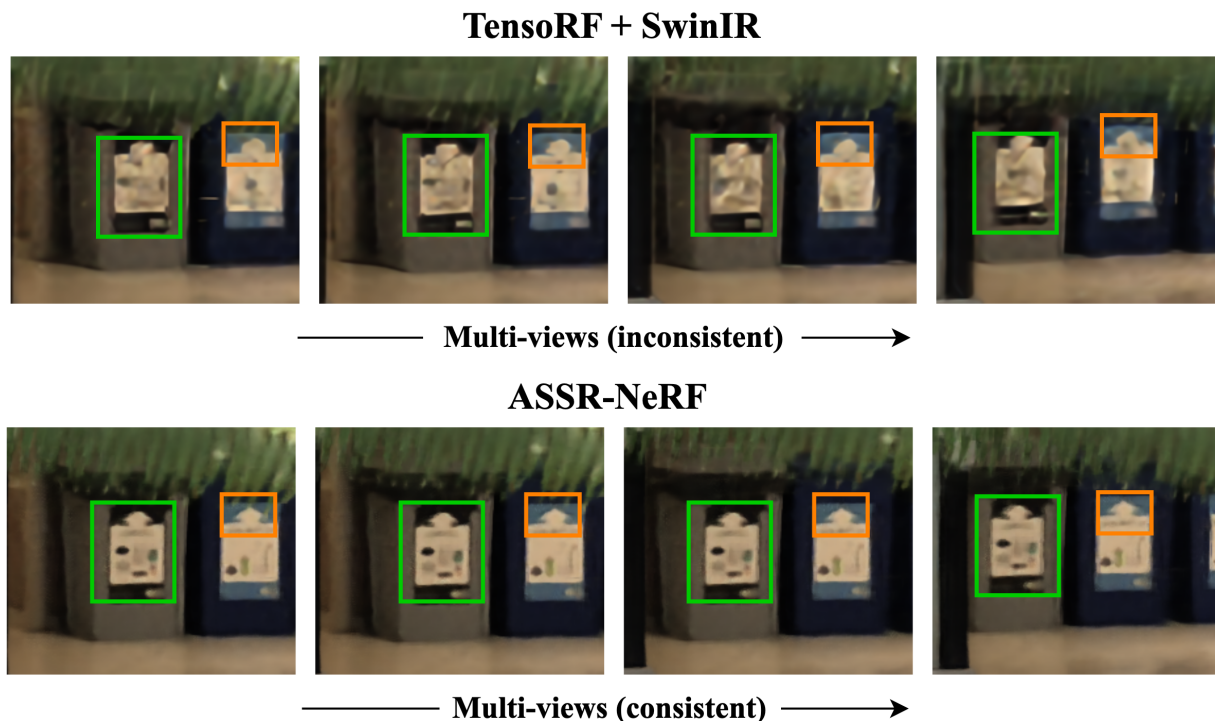 TensoRF + SwinIR
Multi-views (inconsistent)
ASSR-NeRF
Multi-views (consistent)